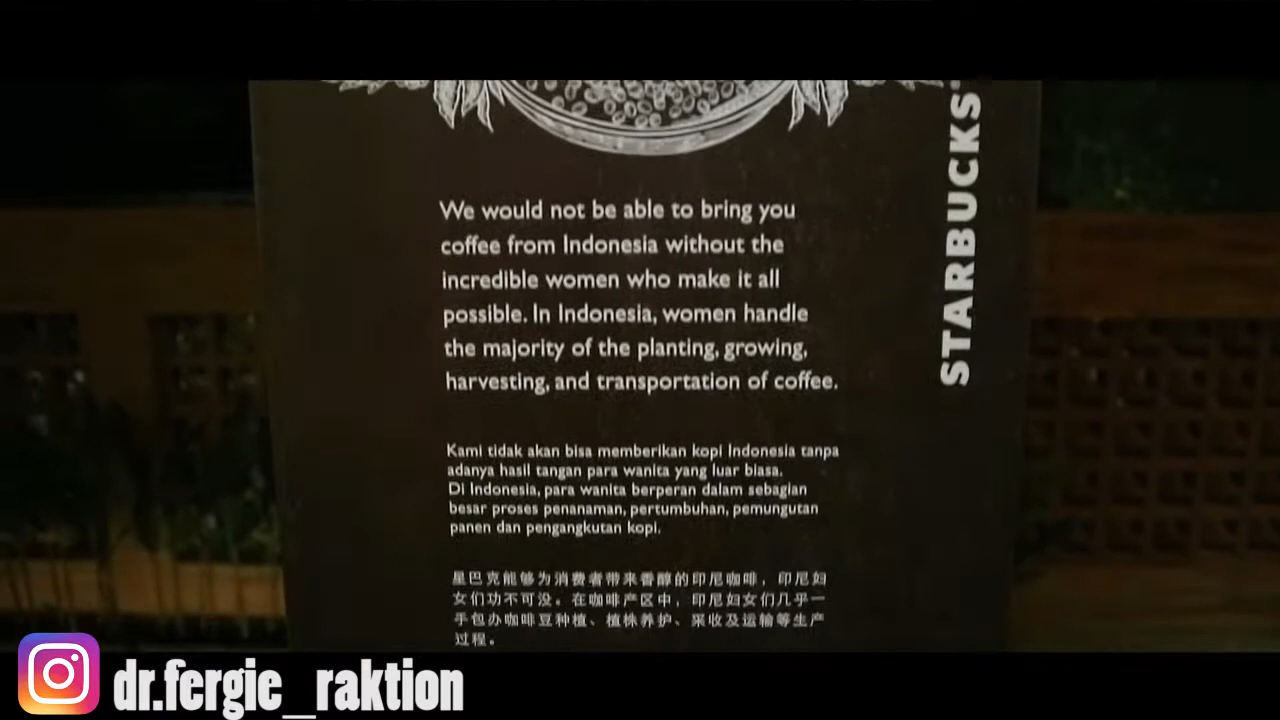 STARBUCKS
We would not be able to bring you
coffee from Indonesia without the
incredible women who make it all
possible. In Indonesia, women handle
the majority of the planting, growing,
harvesting, and transportation of coffee.
Kami tidak akan bisa memberikan kopi Indonesia tanpa
adanya hasil tangan para wanita yang luar biasa.
Di Indonesia, para wanita berperan dalam sebagian
besar proses penanaman, pertumbuhan, pemungutan
panen dan pengangkutan kopi.
星巴克能够为消费者带来香醇的印尼咖啡，印尼妇
女们功不可没。在咖啡产区中，印尼妇女们几乎一
手包办咖啡豆种植、植株养护、采收及运输等生产
过程。
dr.fergie_raktion